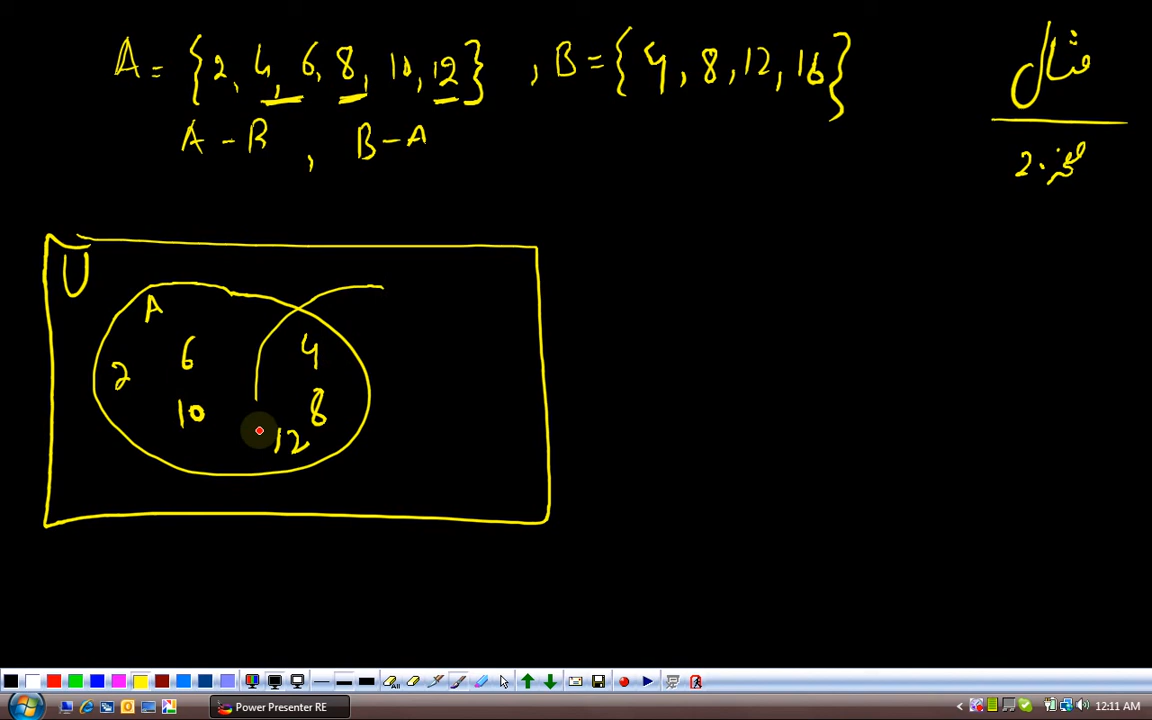 A = {2, 4, 6, 8, 10, 12} , B = {4, 8, 12, 16}
مثال
A - B , B - A
2.
U
A
6 4
2
10 8
12
Power Presenter RE
12:11 AM